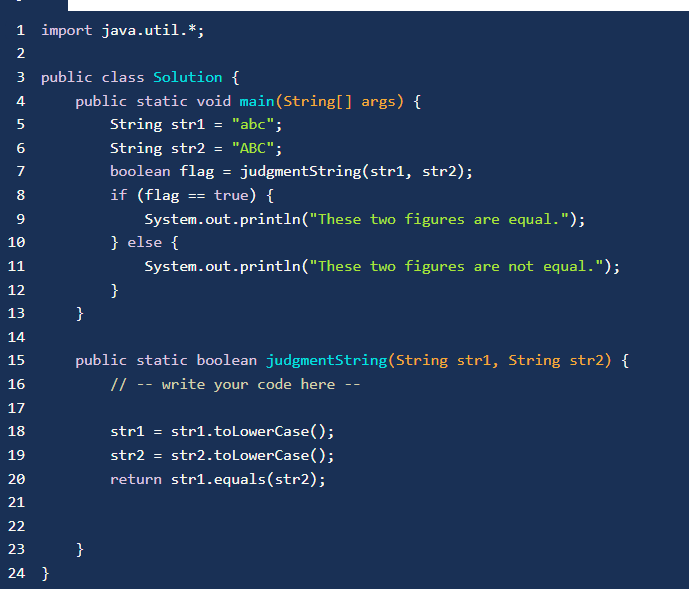 1 import java.util.*;
2
3 public class Solution {
4     public static void main(String[] args) {
5         String str1 = "abc";
6         String str2 = "ABC";
7         boolean flag = judgmentString(str1, str2);
8         if (flag == true) {
9             System.out.println("These two figures are equal.");
10         } else {
11             System.out.println("These two figures are not equal.");
12         }
13     }
14
15     public static boolean judgmentString(String str1, String str2) {
16         // -- write your code here --
17
18         str1 = str1.toLowerCase();
19         str2 = str2.toLowerCase();
20         return str1.equals(str2);
21
22
23     }
24 }